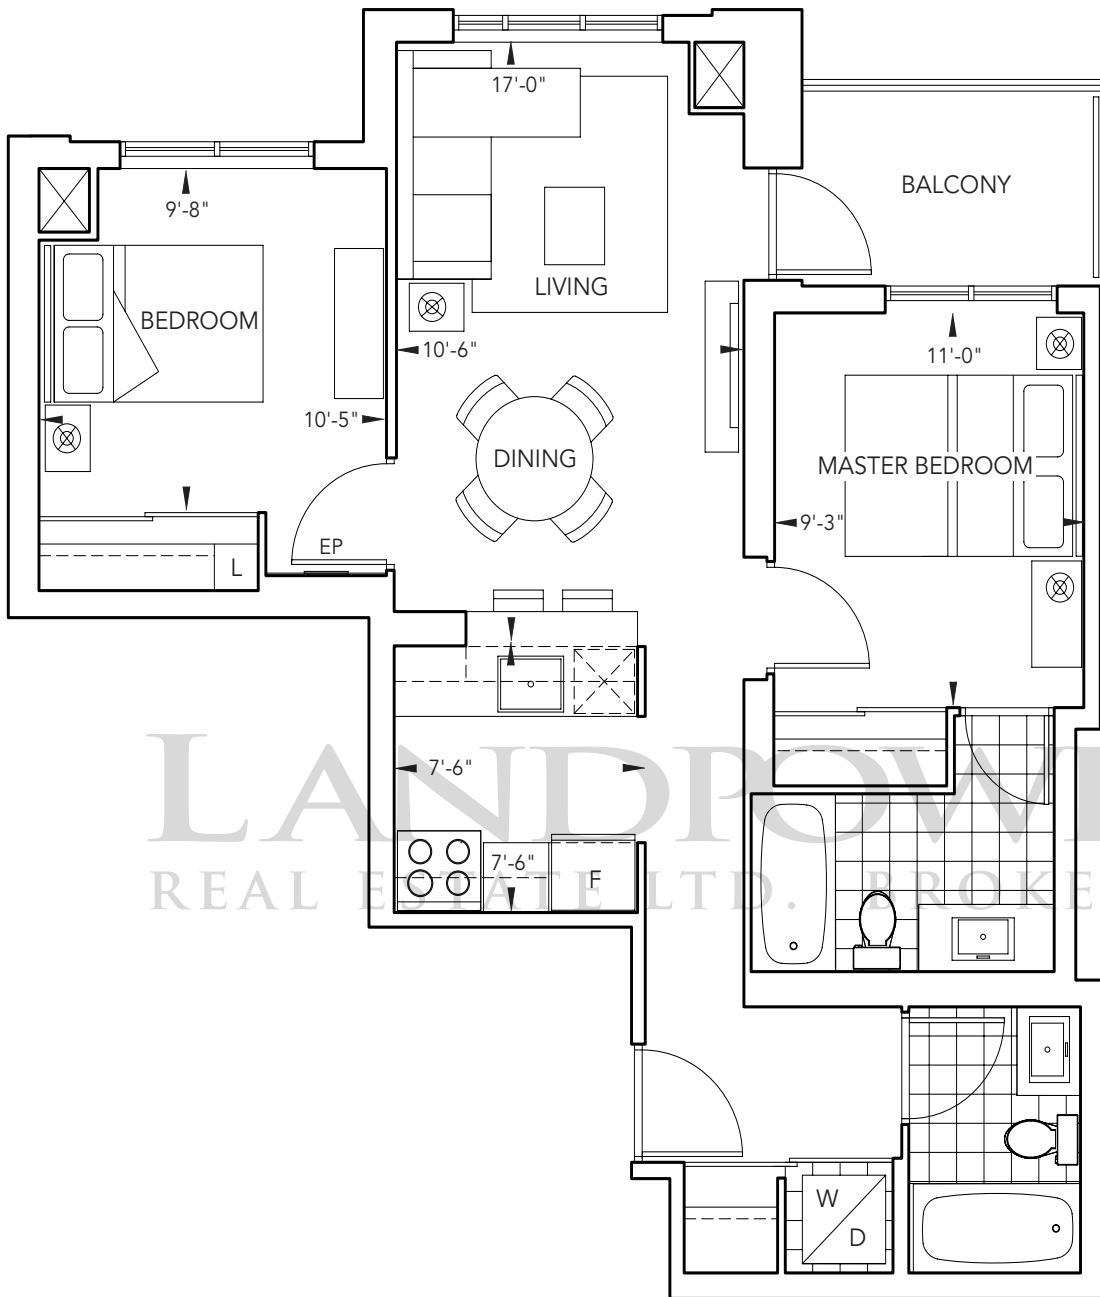 17'-0"
BALCONY
9'-8"
LIVING
BEDROOM
10'-6"
11'-0"
10'-5"
DINING
MASTER BEDROOM
9'-3"
EP
L
LANDPOW
7'-6"
7'-6"
F
REAL ESTATE LTD. BROKE
W
D